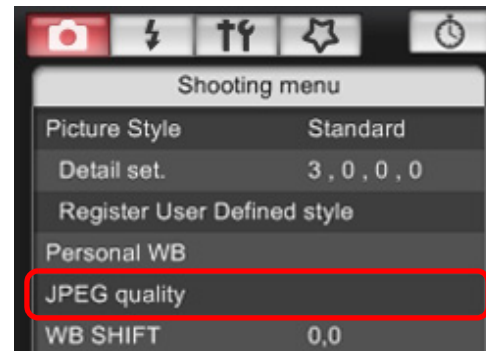 Shooting menu
Picture Style Standard
Detail set. 3 , 0 , 0 , 0
Register User Defined style
Personal WB
JPEG quality
WB SHIFT 0,0